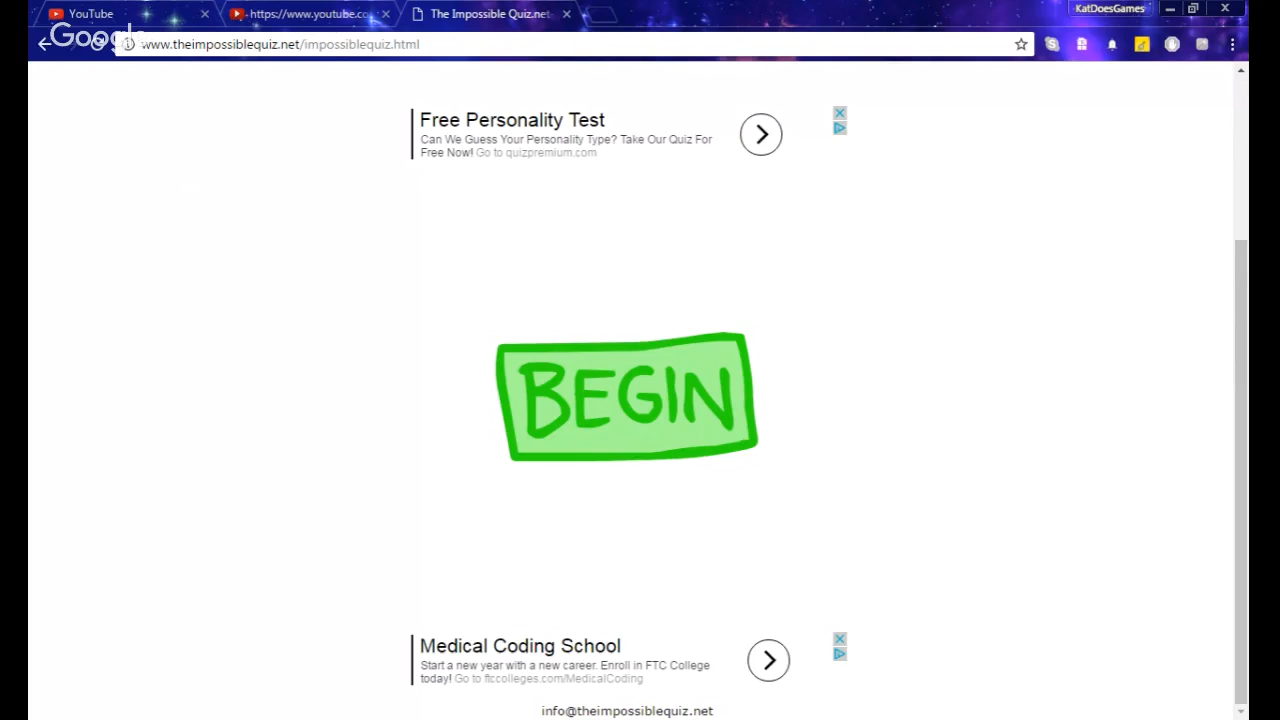 KatDoesGames
YouTube
https://www.youtube.co
The Impossible Quiz.net
Google
www.theimpossiblequiz.net/impossiblequiz.html
Free Personality Test
Can We Guess Your Personality Type? Take Our Quiz For
Free Now! Go to quizpremium.com
BEGIN
Medical Coding School
Start a new year with a new career. Enroll in FTC College
today! Go to ftccolleges.com/MedicalCoding
info@theimpossiblequiz.net